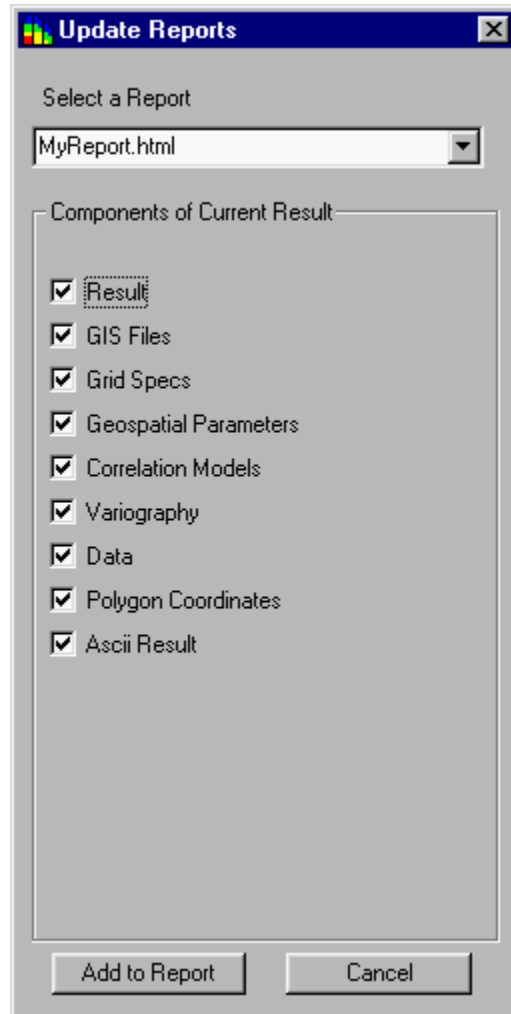 Update Reports
Select a Report
MyReport.html
Components of Current Result
Result
GIS Files
Grid Specs
Geospatial Parameters
Correlation Models
Variography
Data
Polygon Coordinates
Ascii Result
Add to Report Cancel